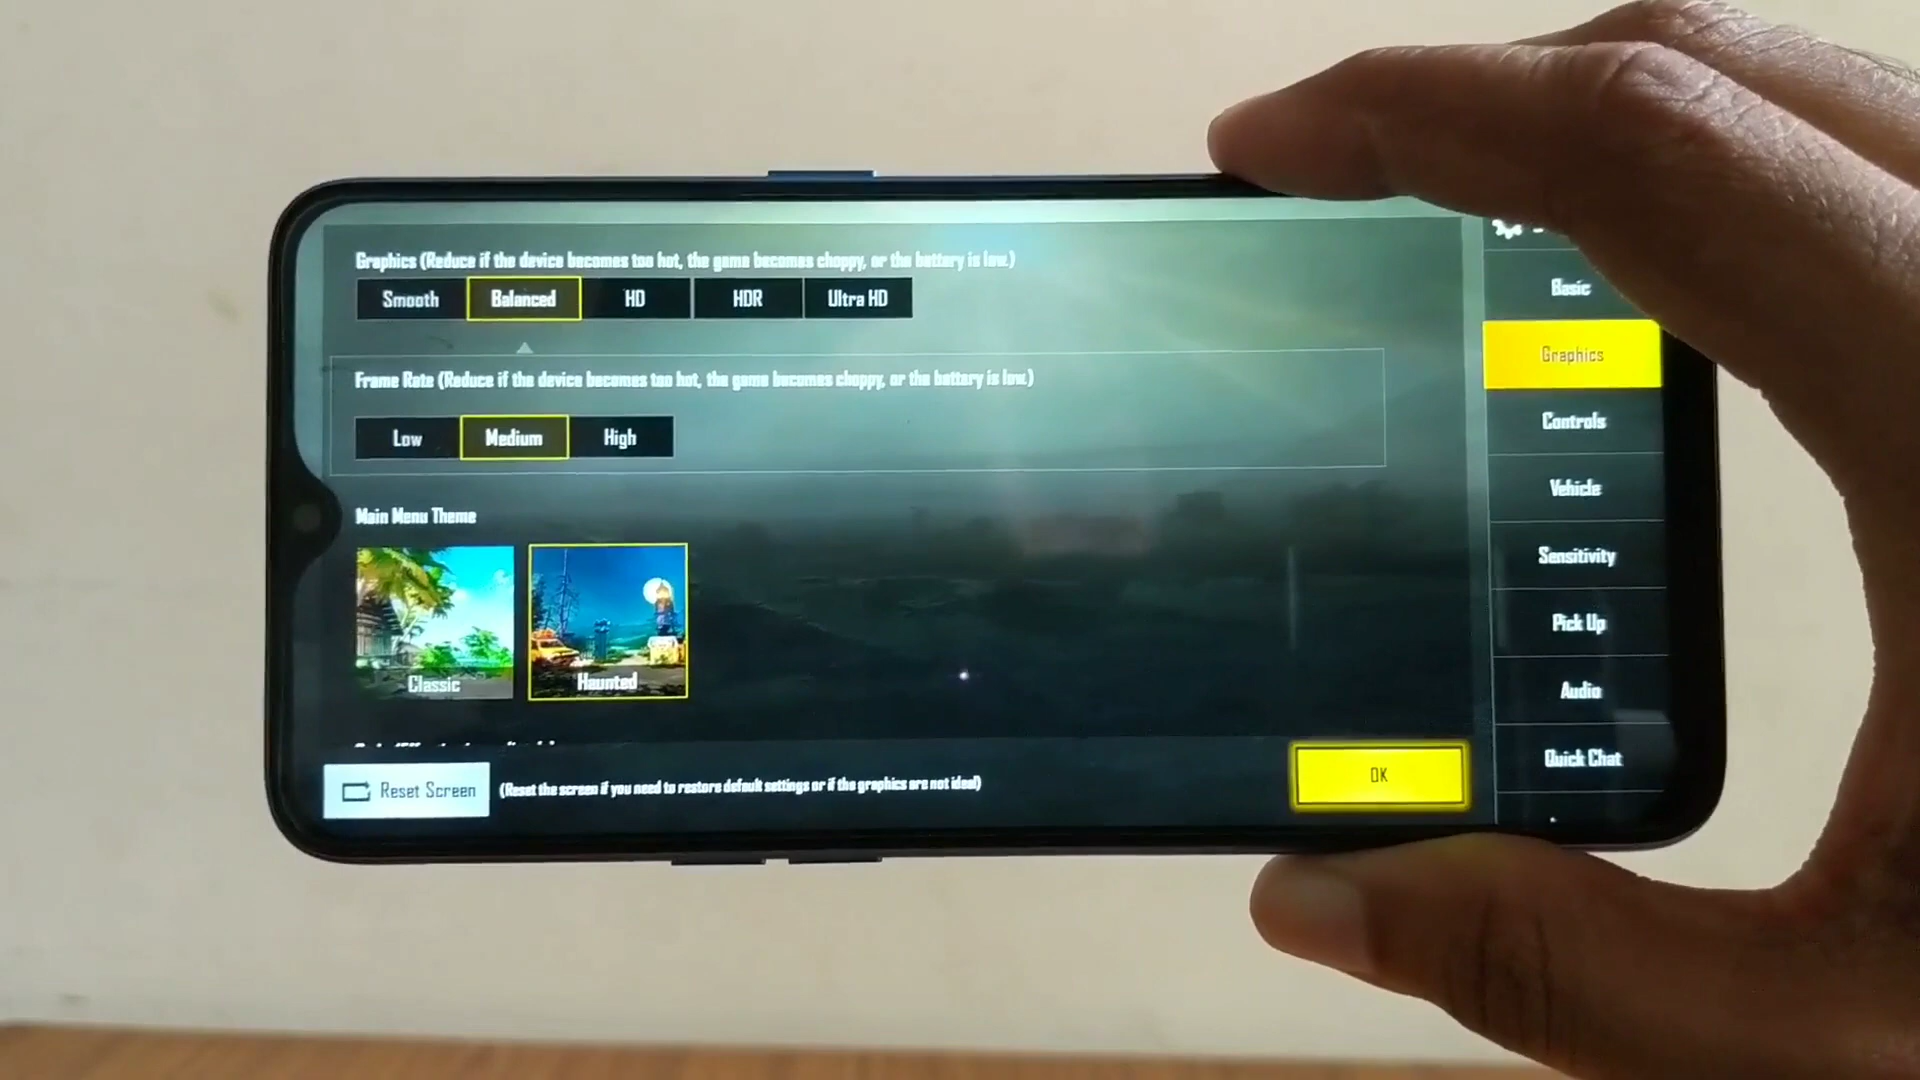 Graphics (Reduce if the device becomes too hot, the game becomes choppy, or the battery is low.)
Smooth
Balanced
HD
HDR
Ultra HD
Frame Rate (Reduce if the device becomes too hot, the game becomes choppy, or the battery is low.)
Low
Medium
High
Main Menu Theme
Classic
Haunted
Reset Screen
(Reset the screen if you need to restore default settings or if the graphics are not ideal)
OK
Basic
Graphics
Controls
Vehicle
Sensitivity
Pick Up
Audio
Quick Chat